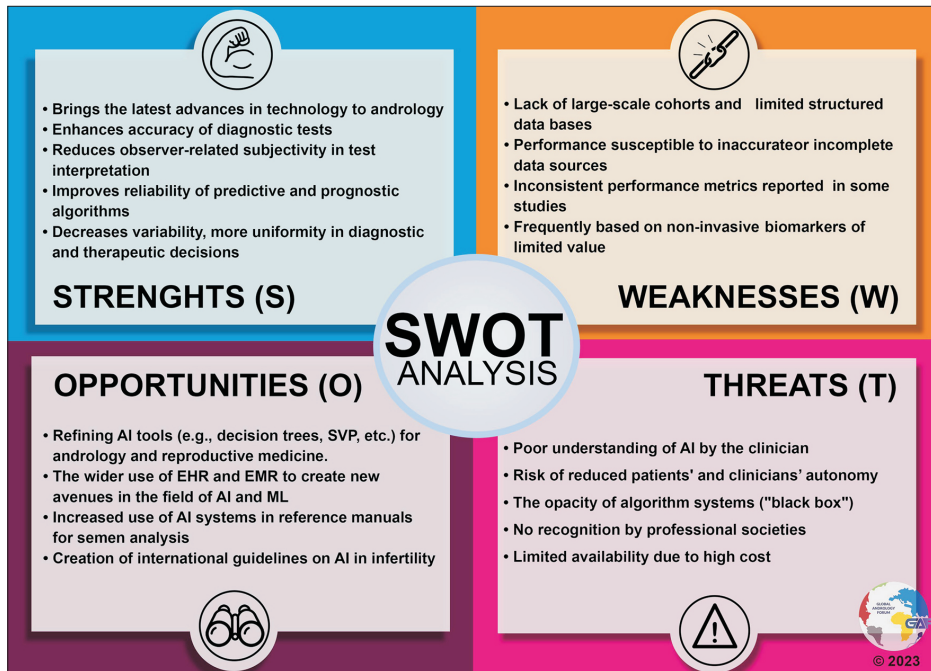 • Brings the latest advances in technology to andrology
• Enhances accuracy of diagnostic tests
• Reduces observer-related subjectivity in test
interpretation
• Improves reliability of predictive and prognostic
algorithms
• Decreases variability, more uniformity in diagnostic
and therapeutic decisions
STRENGHTS (S)
• Lack of large-scale cohorts and limited structured
data bases
• Performance susceptible to inaccurateor incomplete
data sources
• Inconsistent performance metrics reported in some
studies
• Frequently based on non-invasive biomarkers of
limited value
WEAKNESSES (W)
SWOT
ANALYSIS
OPPORTUNITIES (O)
• Refining AI tools (e.g., decision trees, SVP, etc.) for
andrology and reproductive medicine.
• The wider use of EHR and EMR to create new
avenues in the field of AI and ML
• Increased use of AI systems in reference manuals
for semen analysis
• Creation of international guidelines on AI in infertility
THREATS (T)
• Poor understanding of AI by the clinician
• Risk of reduced patients' and clinicians’ autonomy
• The opacity of algorithm systems ("black box")
• No recognition by professional societies
• Limited availability due to high cost
GLOBAL
ANDROLOGY
FORUM
GAF
© 2023